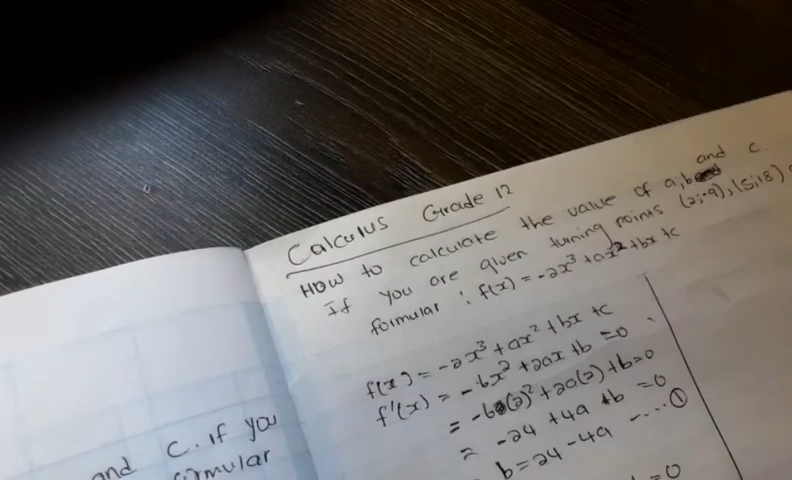 Calculus Grade 12
HOW to calculate the value of a, b and c.
If you are given turning points (2;-9), (5;18)
formular : f(x) = -2x³ + ax² + bx + c
f(x) = -2x³ + ax² + bx + c
f'(x) = -6x² + 2ax + b = 0
= -6(2)² + 2a(2) + b = 0
= -24 + 4a + b = 0
b = 24 - 4a ....①
= 0
and c. if you
mular